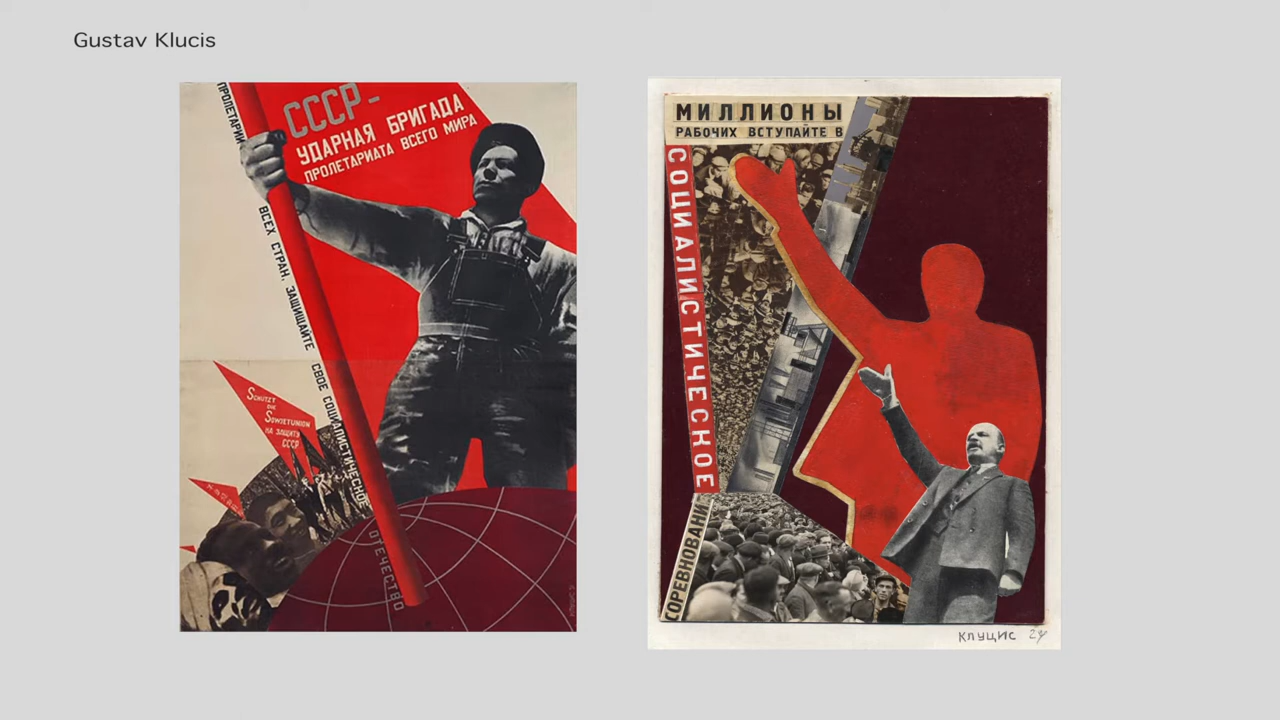 Gustav Klucis
СССР-
УДАРНАЯ БРИГАДА
ПРОЛЕТАРИАТА ВСЕГО МИРА
ПРОЛЕТАРИИ
ВСЕХ СТРАН, ЗАЩИЩАЙТЕ СВОЕ СОЦИАЛИСТИЧЕСКОЕ
ОТЕЧЕСТВО
SCHÜTZT
DIE
SOWJETUNION
НА ЗАЩИТУ
СССР
МИЛЛИОНЫ
РАБОЧИХ ВСТУПАЙТЕ В
СОЦИАЛИСТИЧЕСКОЕ
СОРЕВНОВАНИ
КЛУЦИС